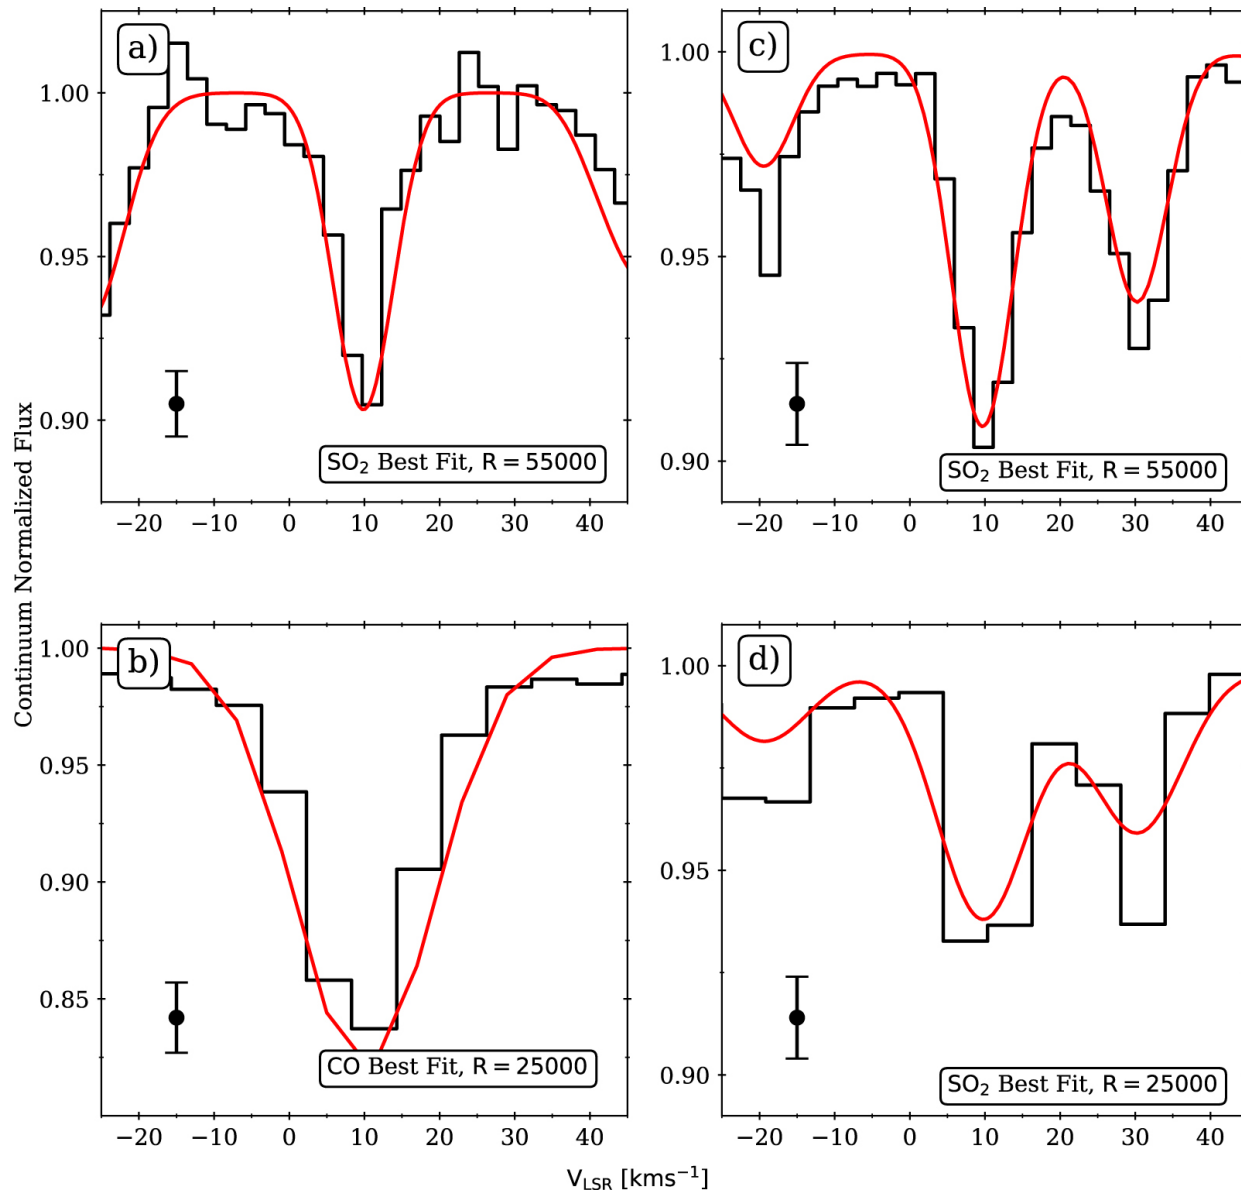 a)
1.00
0.95
0.90
SO₂ Best Fit, R = 55000
−20 −10 0 10 20 30 40
c)
1.00
0.95
0.90
SO₂ Best Fit, R = 55000
−20 −10 0 10 20 30 40
Continuum Normalized Flux
b)
1.00
0.95
0.90
0.85
CO Best Fit, R = 25000
−20 −10 0 10 20 30 40
d)
1.00
0.95
0.90
SO₂ Best Fit, R = 25000
−20 −10 0 10 20 30 40
V_LSR [kms⁻¹]